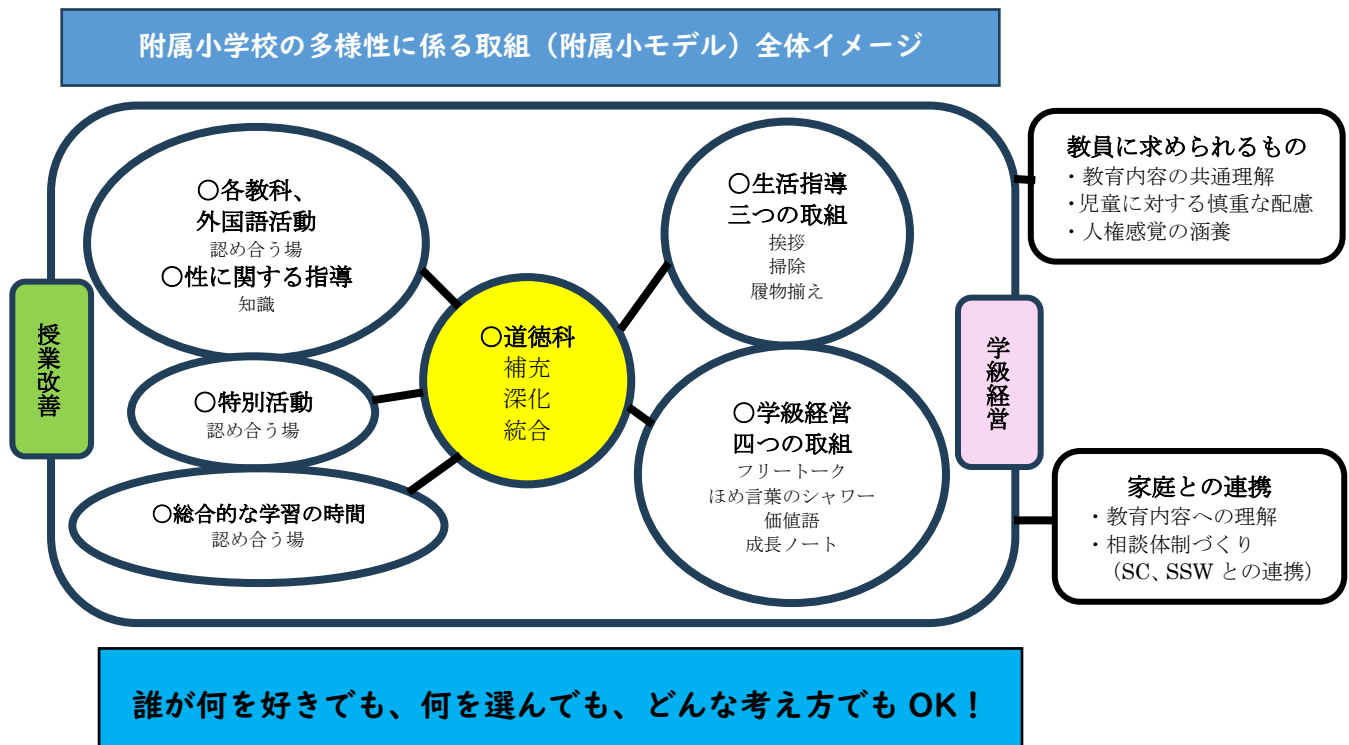 附属小学校の多様性に係る取組（附属小モデル）全体イメージ
授業改善
〇各教科、
外国語活動
認め合う場
〇性に関する指導
知識
〇特別活動
認め合う場
〇総合的な学習の時間
認め合う場
〇道徳科
補充
深化
統合
〇生活指導
三つの取組
挨拶
掃除
履物揃え
〇学級経営
四つの取組
フリートーク
ほめ言葉のシャワー
価値語
成長ノート
学級経営
教員に求められるもの
・教育内容の共通理解
・児童に対する慎重な配慮
・人権感覚の涵養
家庭との連携
・教育内容への理解
・相談体制づくり
（SC、SSW との連携）
誰が何を好きでも、何を選んでも、どんな考え方でも OK！